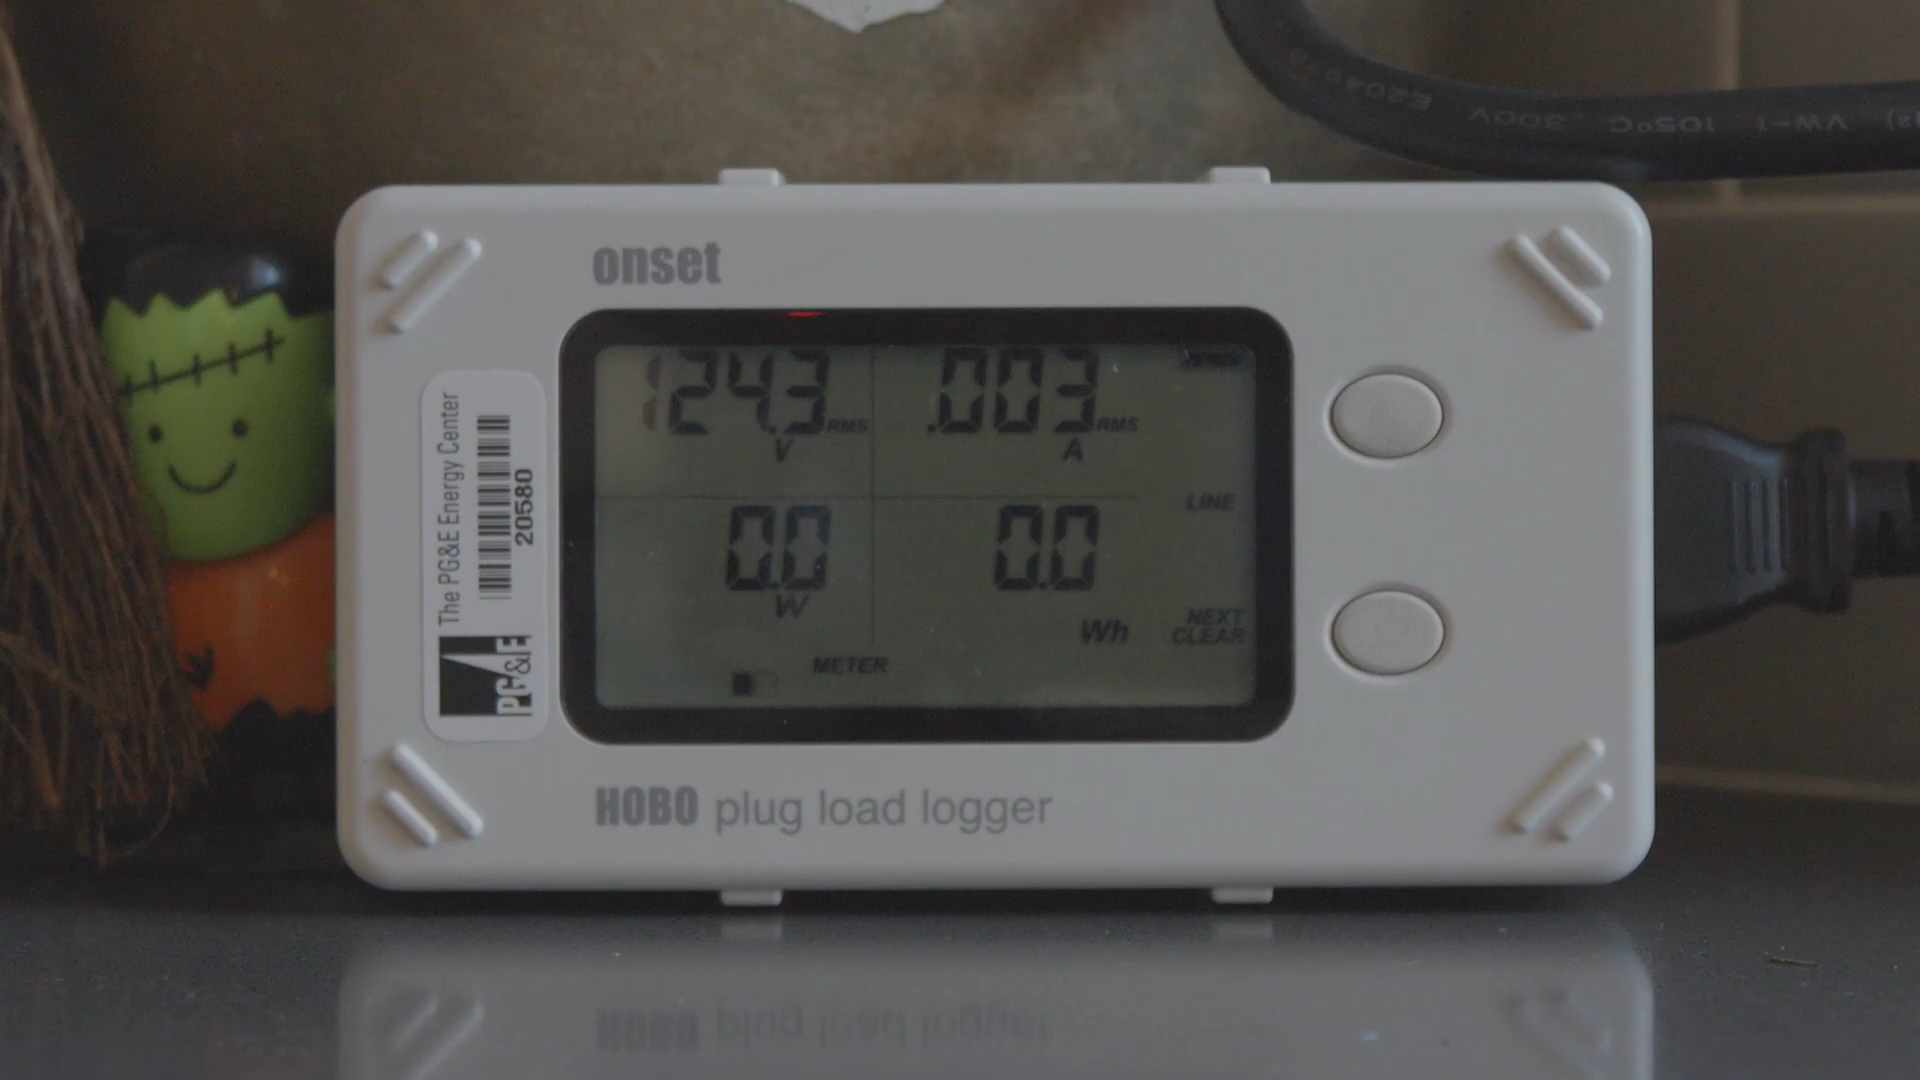 E204970 300V 105°C VW-1
onset
124.3 RMS
V
.003 RMS
A
LINE
0.0
W
0.0
Wh
NEXT
CLEAR
METER
The PG&E Energy Center
20580
PG&E
HOBO plug load logger